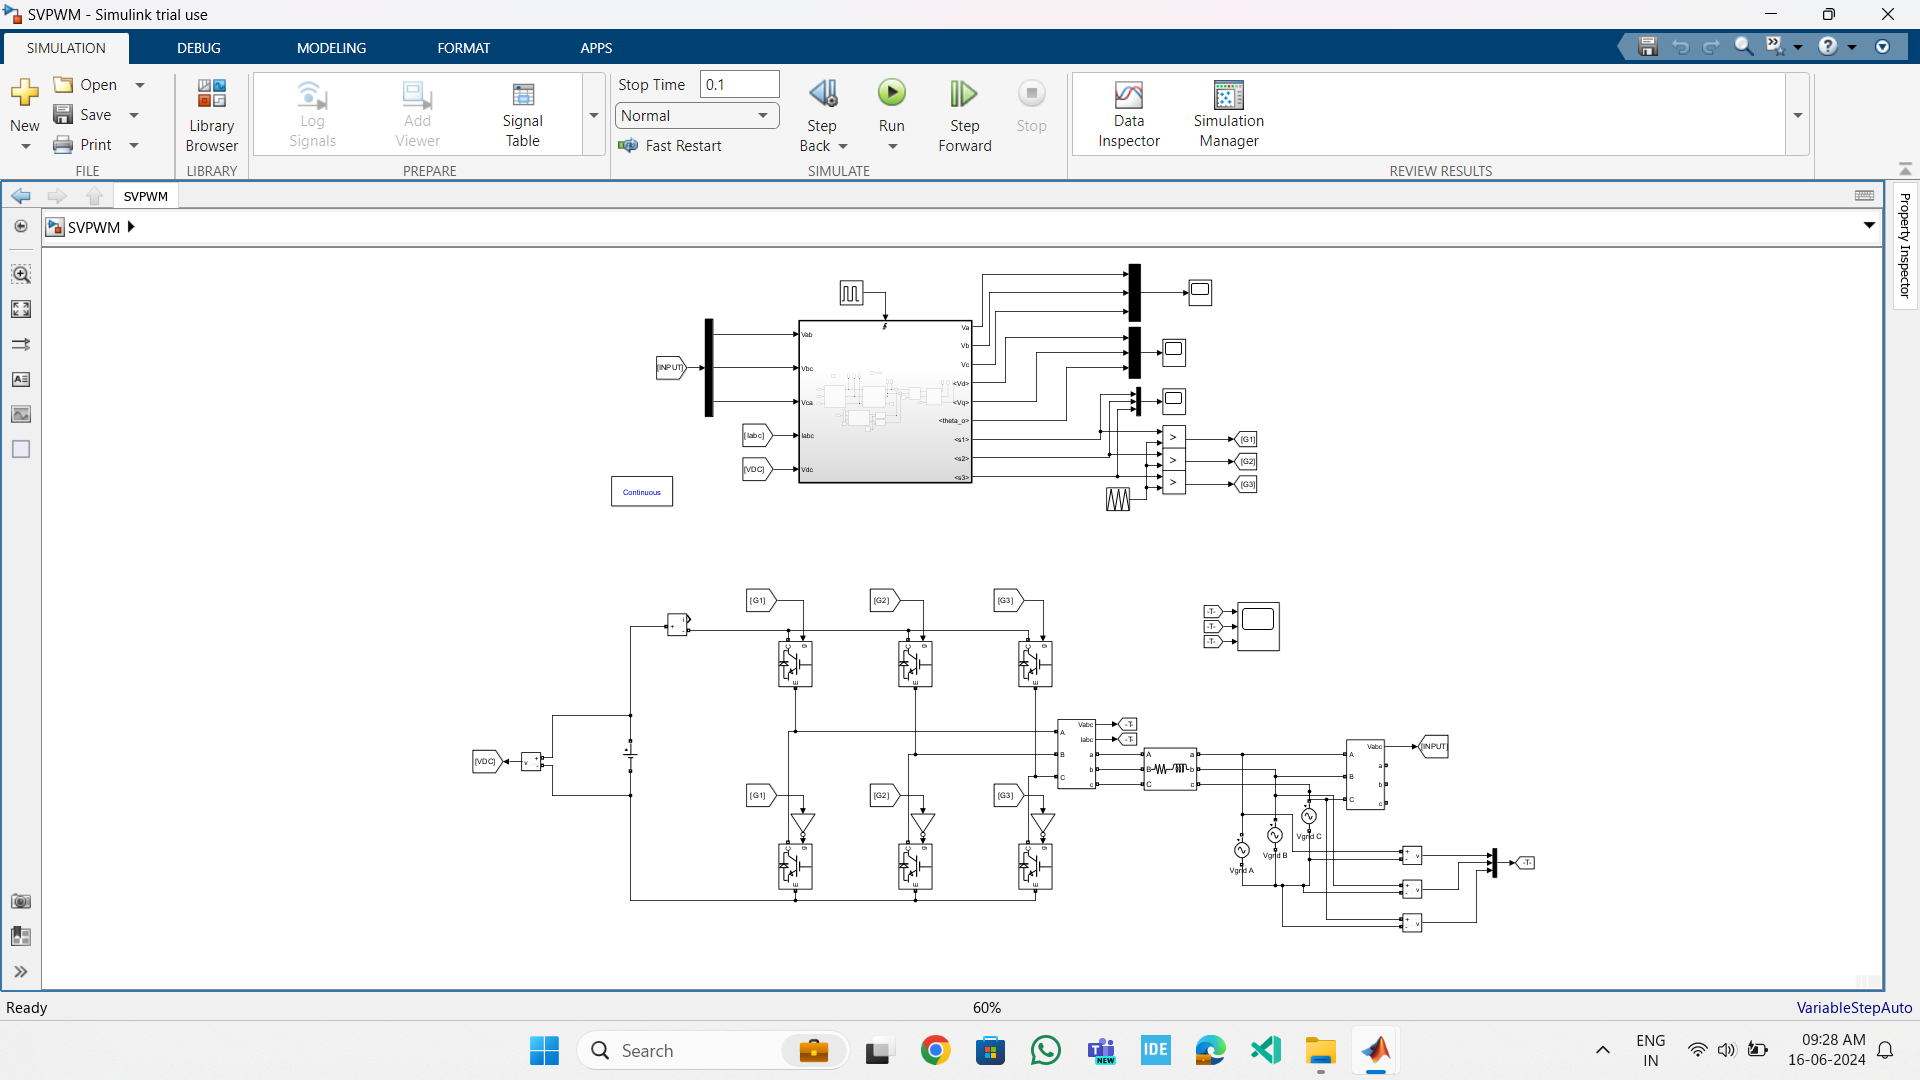 SVPWM - Simulink trial use
SIMULATION DEBUG MODELING FORMAT APPS
New
Open
Save
Print
FILE
Library
Browser
LIBRARY
Log
Signals
Add
Viewer
Signal
Table
PREPARE
Stop Time 0.1
Normal
Fast Restart
Step
Back
Run
Step
Forward
Stop
SIMULATE
Data
Inspector
Simulation
Manager
REVIEW RESULTS
SVPWM
SVPWM
Property Inspector
[INPUT]
Vab
Vbc
Vca
Iabc
Vdc
[Iabc]
[VDC]
Va
Vb
Vc
<Vd>
<Vq>
<theta_o>
<s1>
<s2>
<s3>
>
>
>
[G1]
[G2]
[G3]
Continuous
[G1] [G2] [G3]
i
+
-
g C E
g C E
g C E
-T-
-T-
-T-
[VDC]
v
+
-
Vabc
Iabc
A
B
C
a
b
c
-T-
-T-
A
B
C
a
b
c
Vabc
A
B
C
a
b
c
[INPUT]
[G1] [G2] [G3]
g C E
g C E
g C E
Vgrid C
Vgrid B
Vgrid A
+
-
v
+
-
v
+
-
v
-T-
Ready 60% VariableStepAuto
Search
NEW
IDE
ENG
IN
09:28 AM
16-06-2024